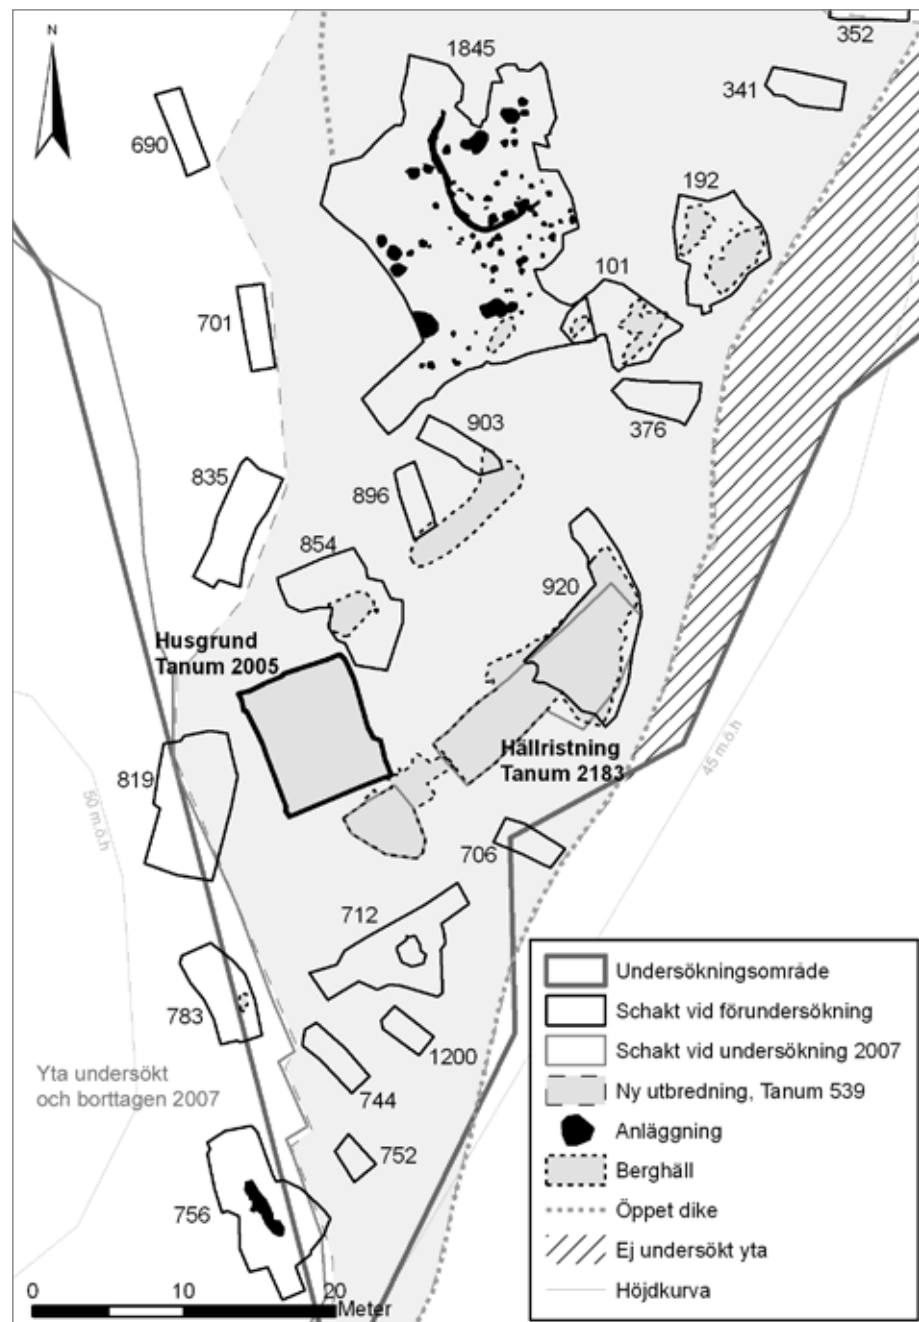 N
352
1845
341
690
192
101
701
376
903
835
896
854
920
Husgrund
Tanum 2005
Hällristning
Tanum 2183
819
45 m.ö.h
50 m.ö.h
706
712
783
1200
744
Yta undersökt
och borttagen 2007
752
756
Undersökningsområde
Schakt vid förundersökning
Schakt vid undersökning 2007
Ny utbredning, Tanum 539
Anläggning
Berghäll
Öppet dike
Ej undersökt yta
Höjdkurva
0 10 20
Meter